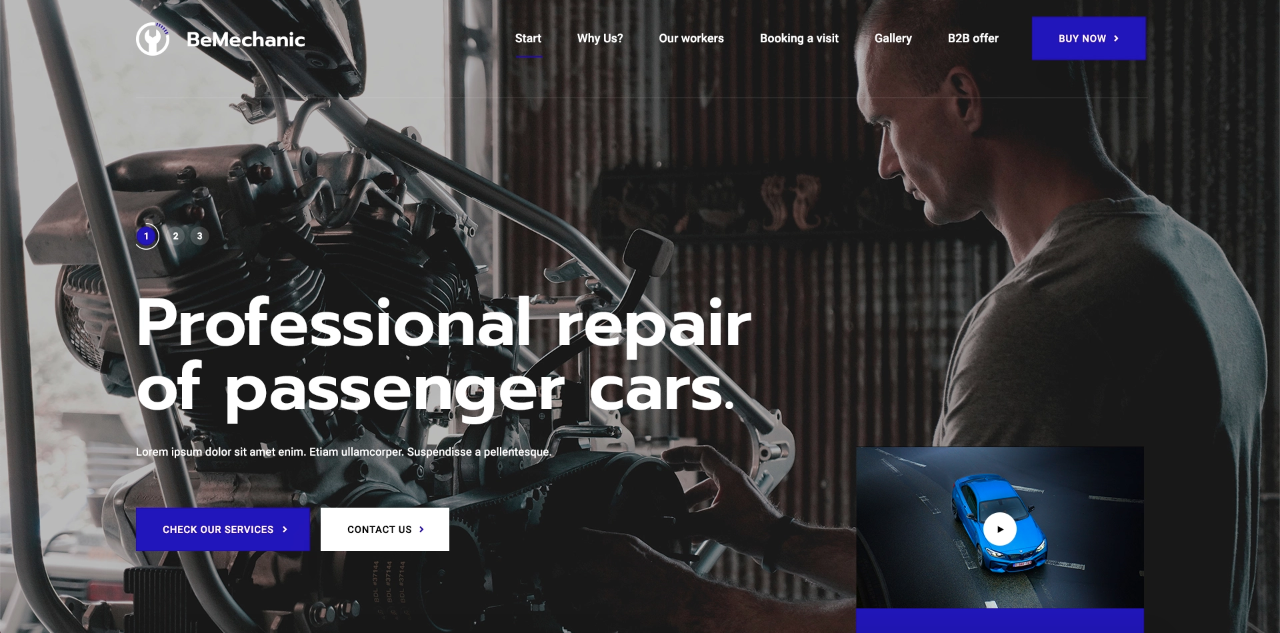 BeMechanic
Start
Why Us?
Our workers
Booking a visit
Gallery
B2B offer
BUY NOW
1 2 3
Professional repair
of passenger cars.
Lorem ipsum dolor sit amet enim. Etiam ullamcorper. Suspendisse a pellentesque.
CHECK OUR SERVICES
CONTACT US